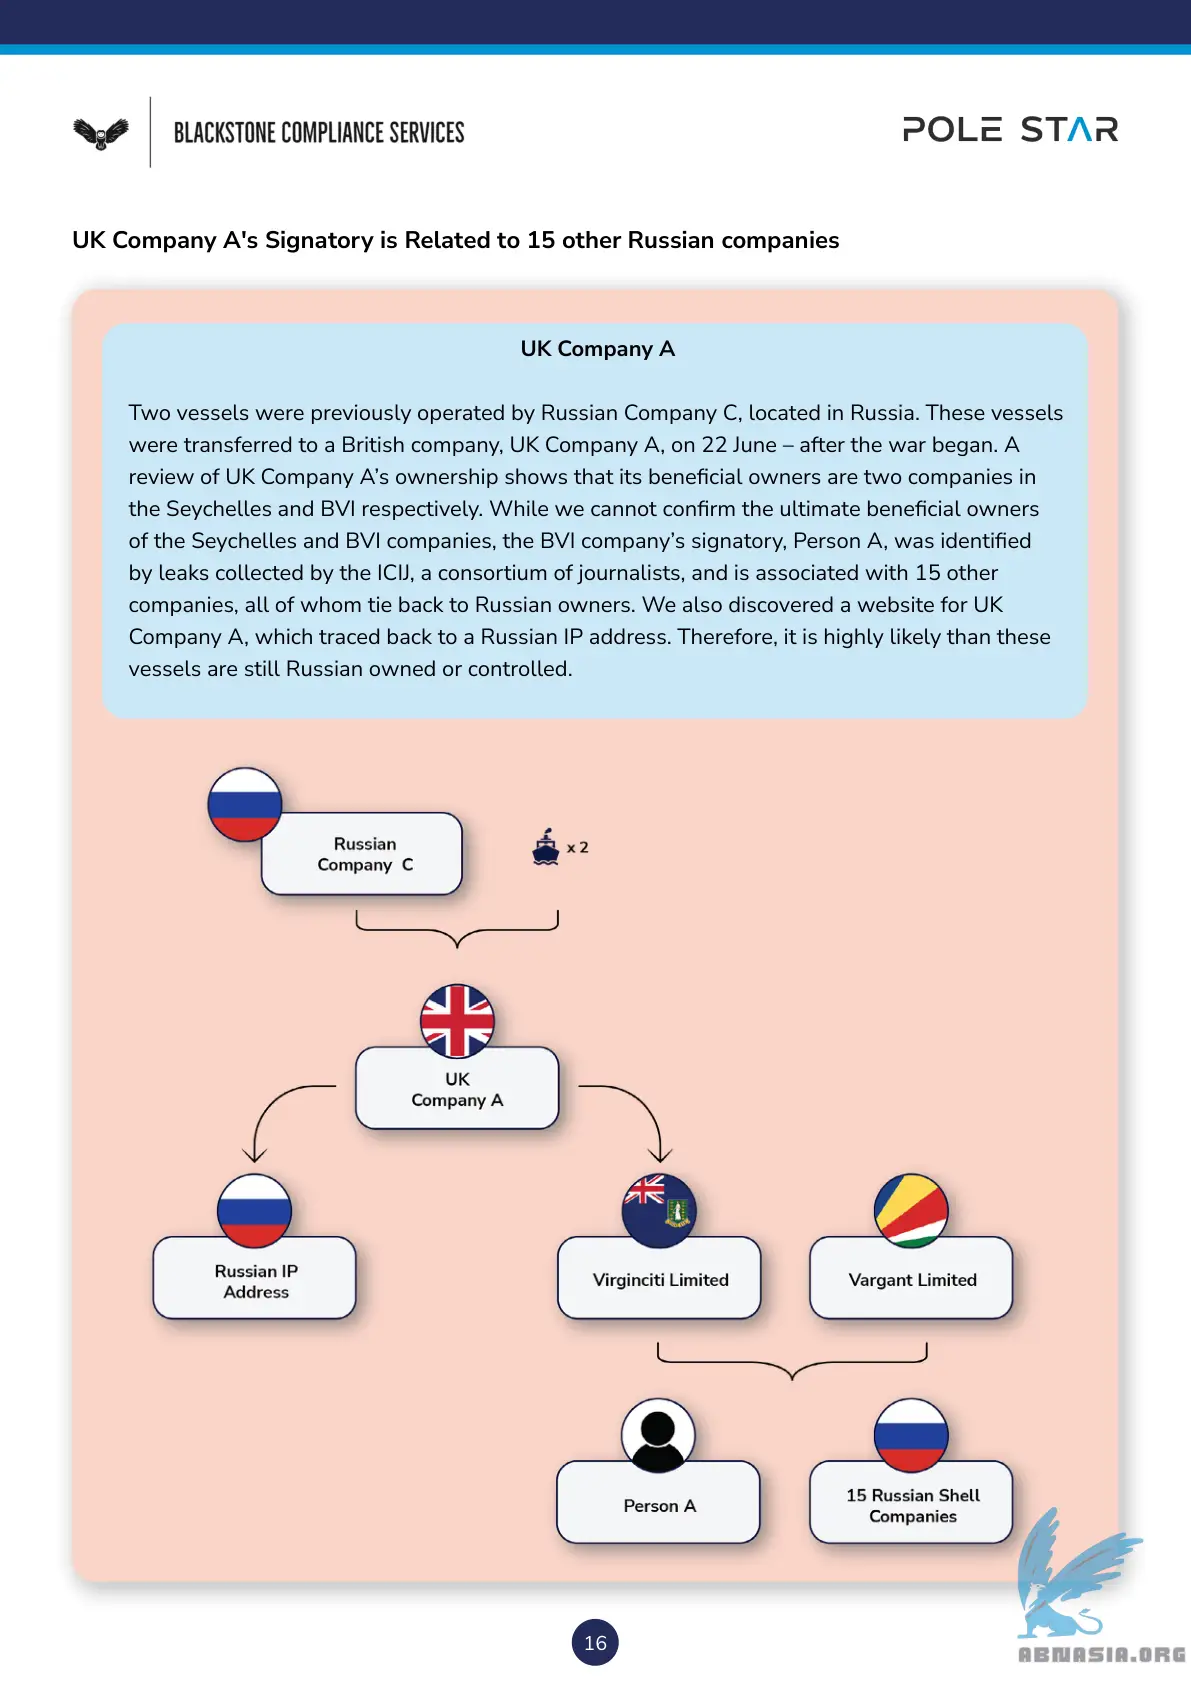 BLACKSTONE COMPLIANCE SERVICES
POLE STAR
UK Company A's Signatory is Related to 15 other Russian companies
UK Company A
Two vessels were previously operated by Russian Company C, located in Russia. These vessels
were transferred to a British company, UK Company A, on 22 June – after the war began. A
review of UK Company A’s ownership shows that its beneficial owners are two companies in
the Seychelles and BVI respectively. While we cannot confirm the ultimate beneficial owners
of the Seychelles and BVI companies, the BVI company’s signatory, Person A, was identified
by leaks collected by the ICIJ, a consortium of journalists, and is associated with 15 other
companies, all of whom tie back to Russian owners. We also discovered a website for UK
Company A, which traced back to a Russian IP address. Therefore, it is highly likely than these
vessels are still Russian owned or controlled.
Russian
Company C
x 2
UK
Company A
Russian IP
Address
Virginciti Limited
Vargant Limited
Person A
15 Russian Shell
Companies
16
ABNASIA.ORG